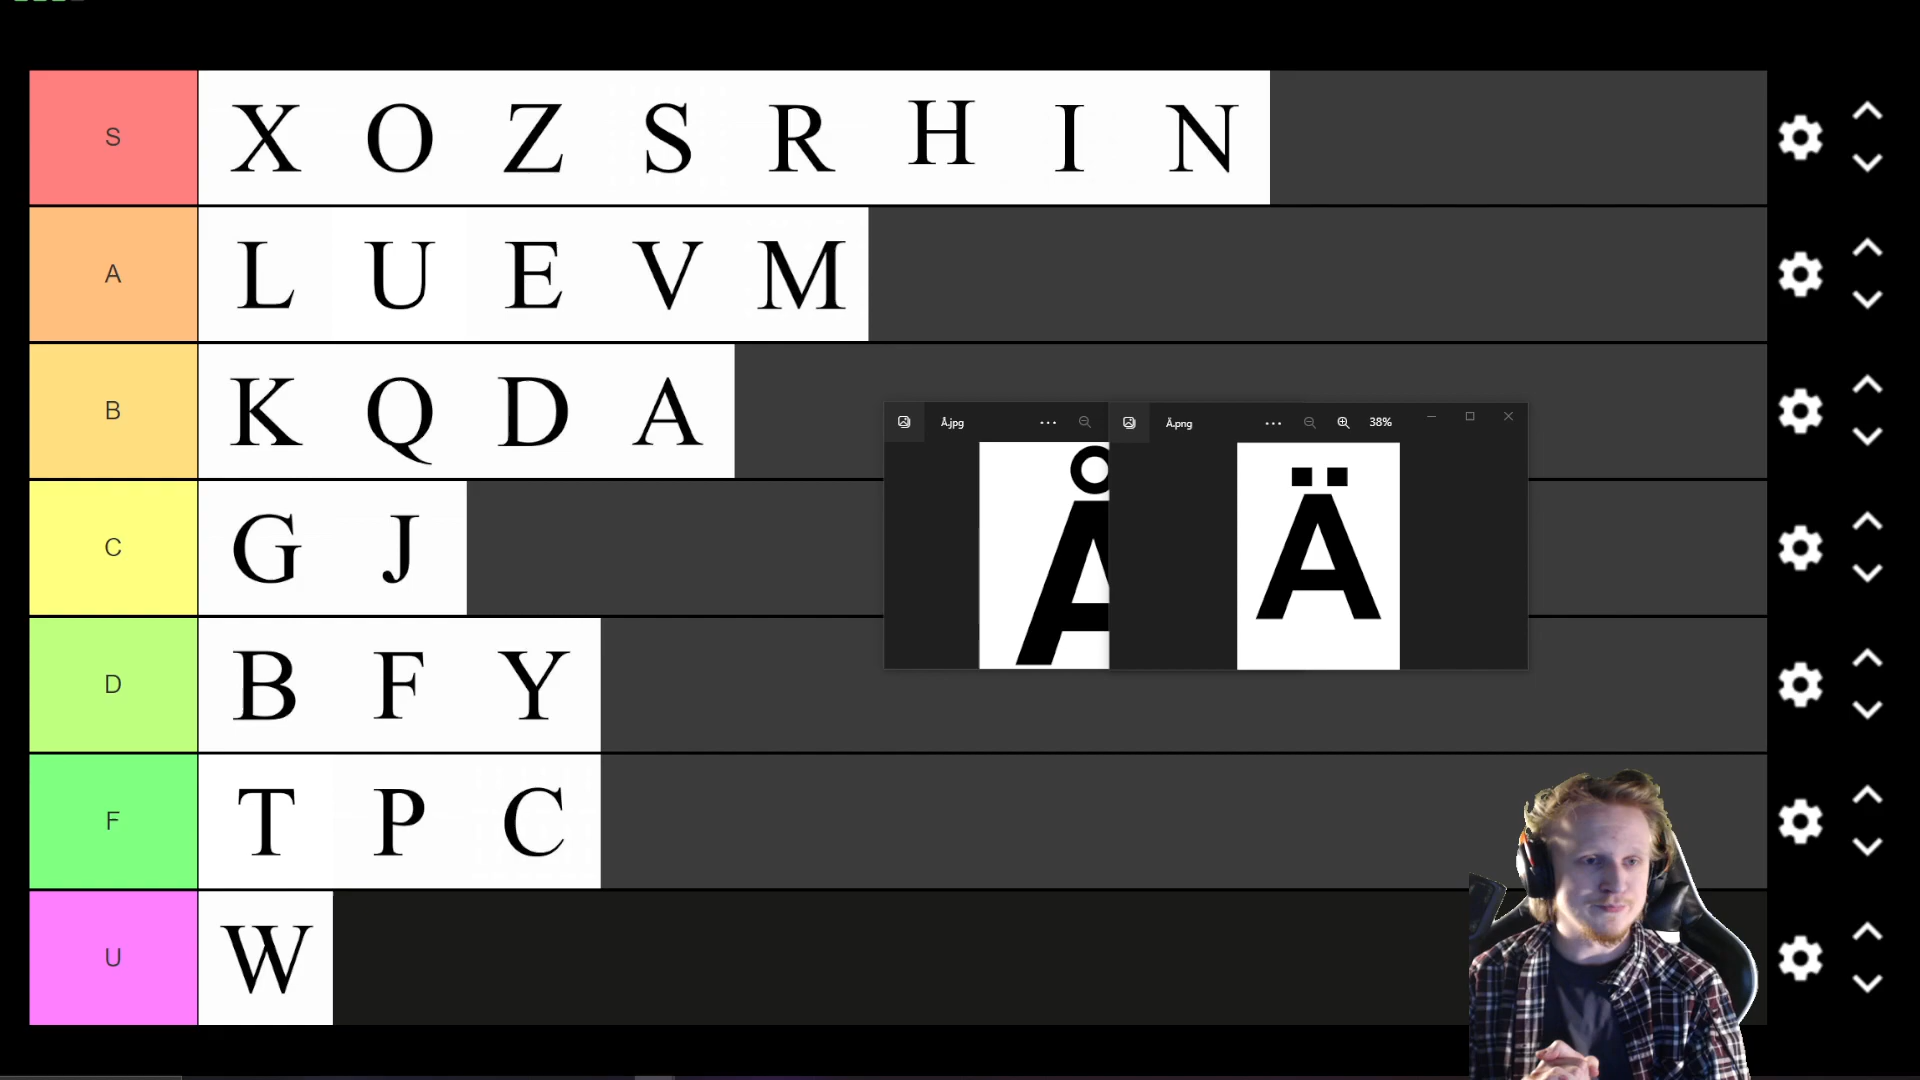 S X O Z S R H I N
A L U E V M
B K Q D A
Å.jpg ... Ä.png ... 38%
Å Ä
C G J
D B F Y
F T P C
U W